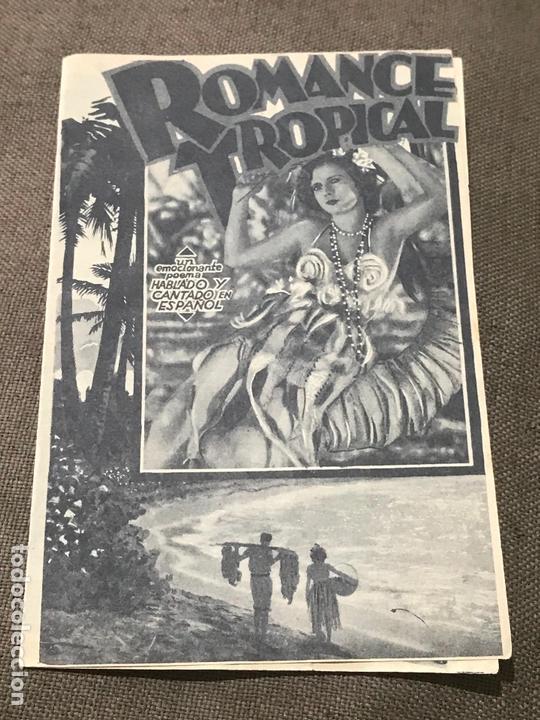 ROMANCE
TROPICAL
un
emocionante
poema
HABLADO Y
CANTADO EN
ESPAÑOL
todocoleccion